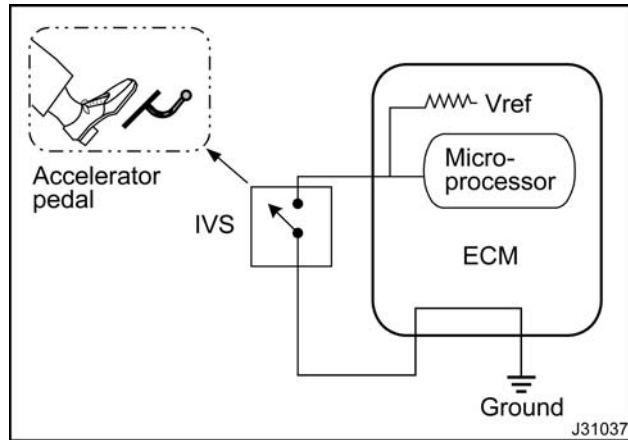 Vref
Micro-
processor
Accelerator
pedal
IVS
ECM
Ground
J31037